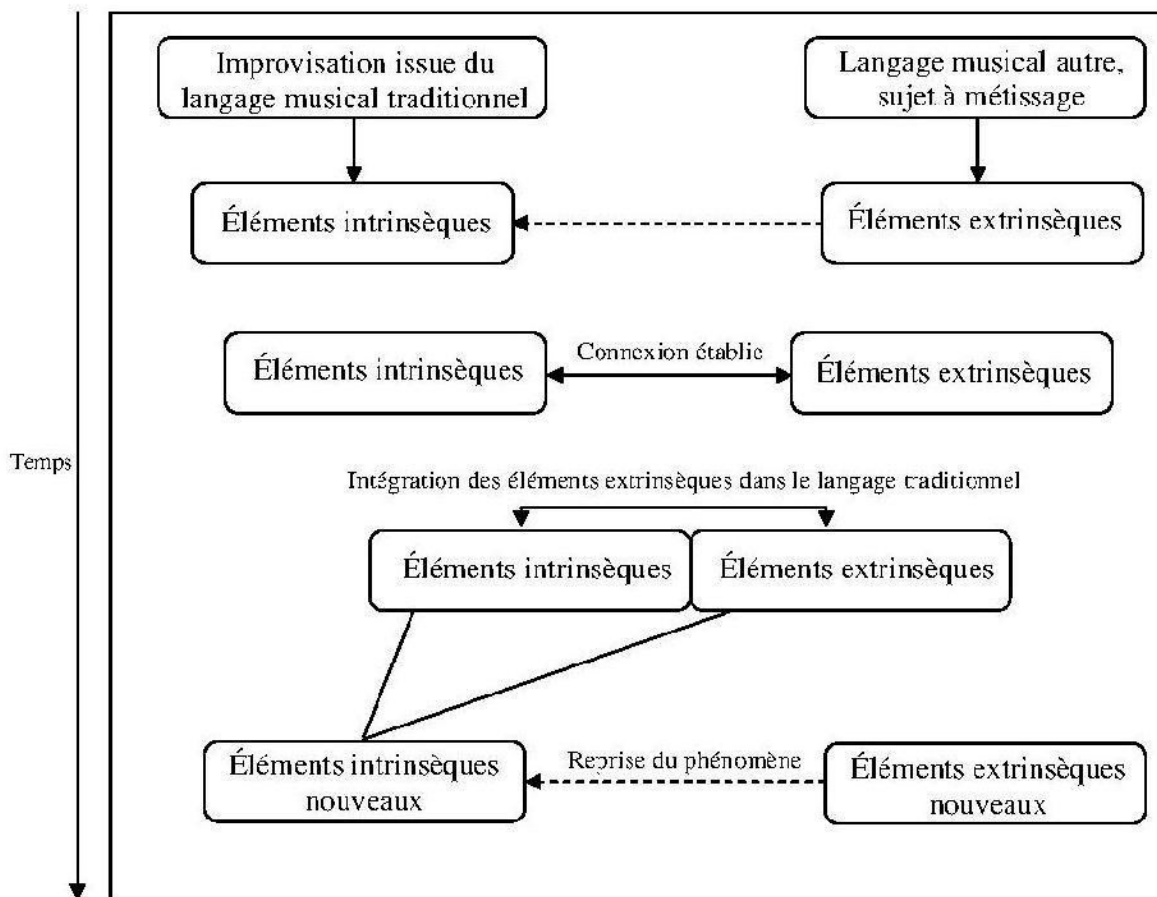 Improvisation issue du
langage musical traditionnel
Langage musical autre,
sujet à métissage
Éléments intrinsèques
Éléments extrinsèques
Connexion établie
Éléments intrinsèques
Éléments extrinsèques
Temps
Intégration des éléments extrinsèques dans le langage traditionnel
Éléments intrinsèques
Éléments extrinsèques
Éléments intrinsèques
nouveaux
Reprise du phénomène
Éléments extrinsèques
nouveaux